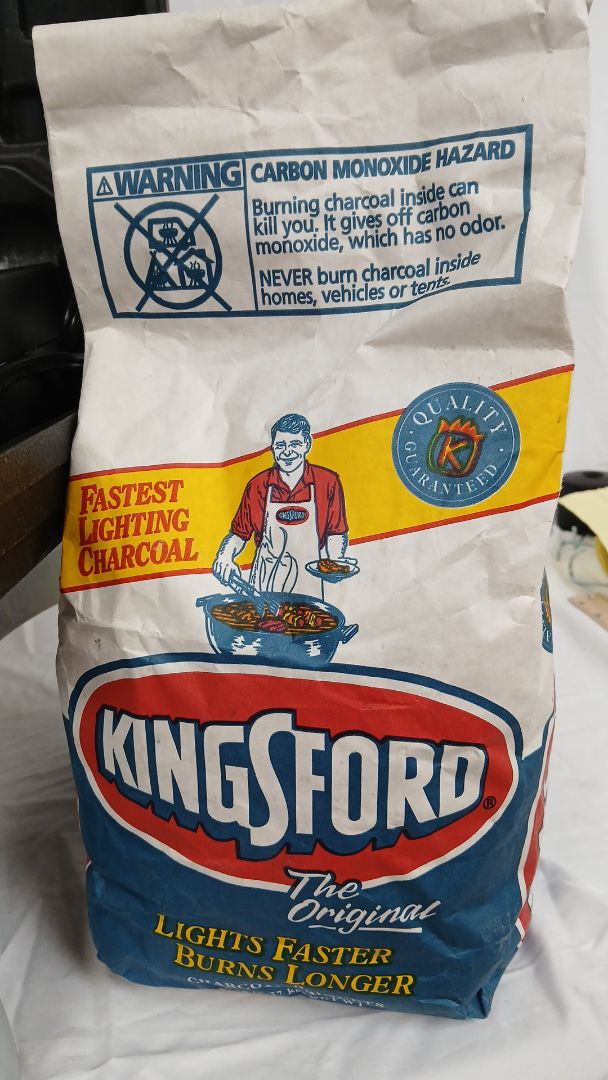 WARNING
CARBON MONOXIDE HAZARD
Burning charcoal inside can
kill you. It gives off carbon
monoxide, which has no odor.
NEVER burn charcoal inside
homes, vehicles or tents.
QUALITY
K
GUARANTEED
FASTEST
LIGHTING
CHARCOAL
KINGSFORD
KINGSFORD®
The
Original
LIGHTS FASTER
BURNS LONGER
CHARCOAL BRIQUETS